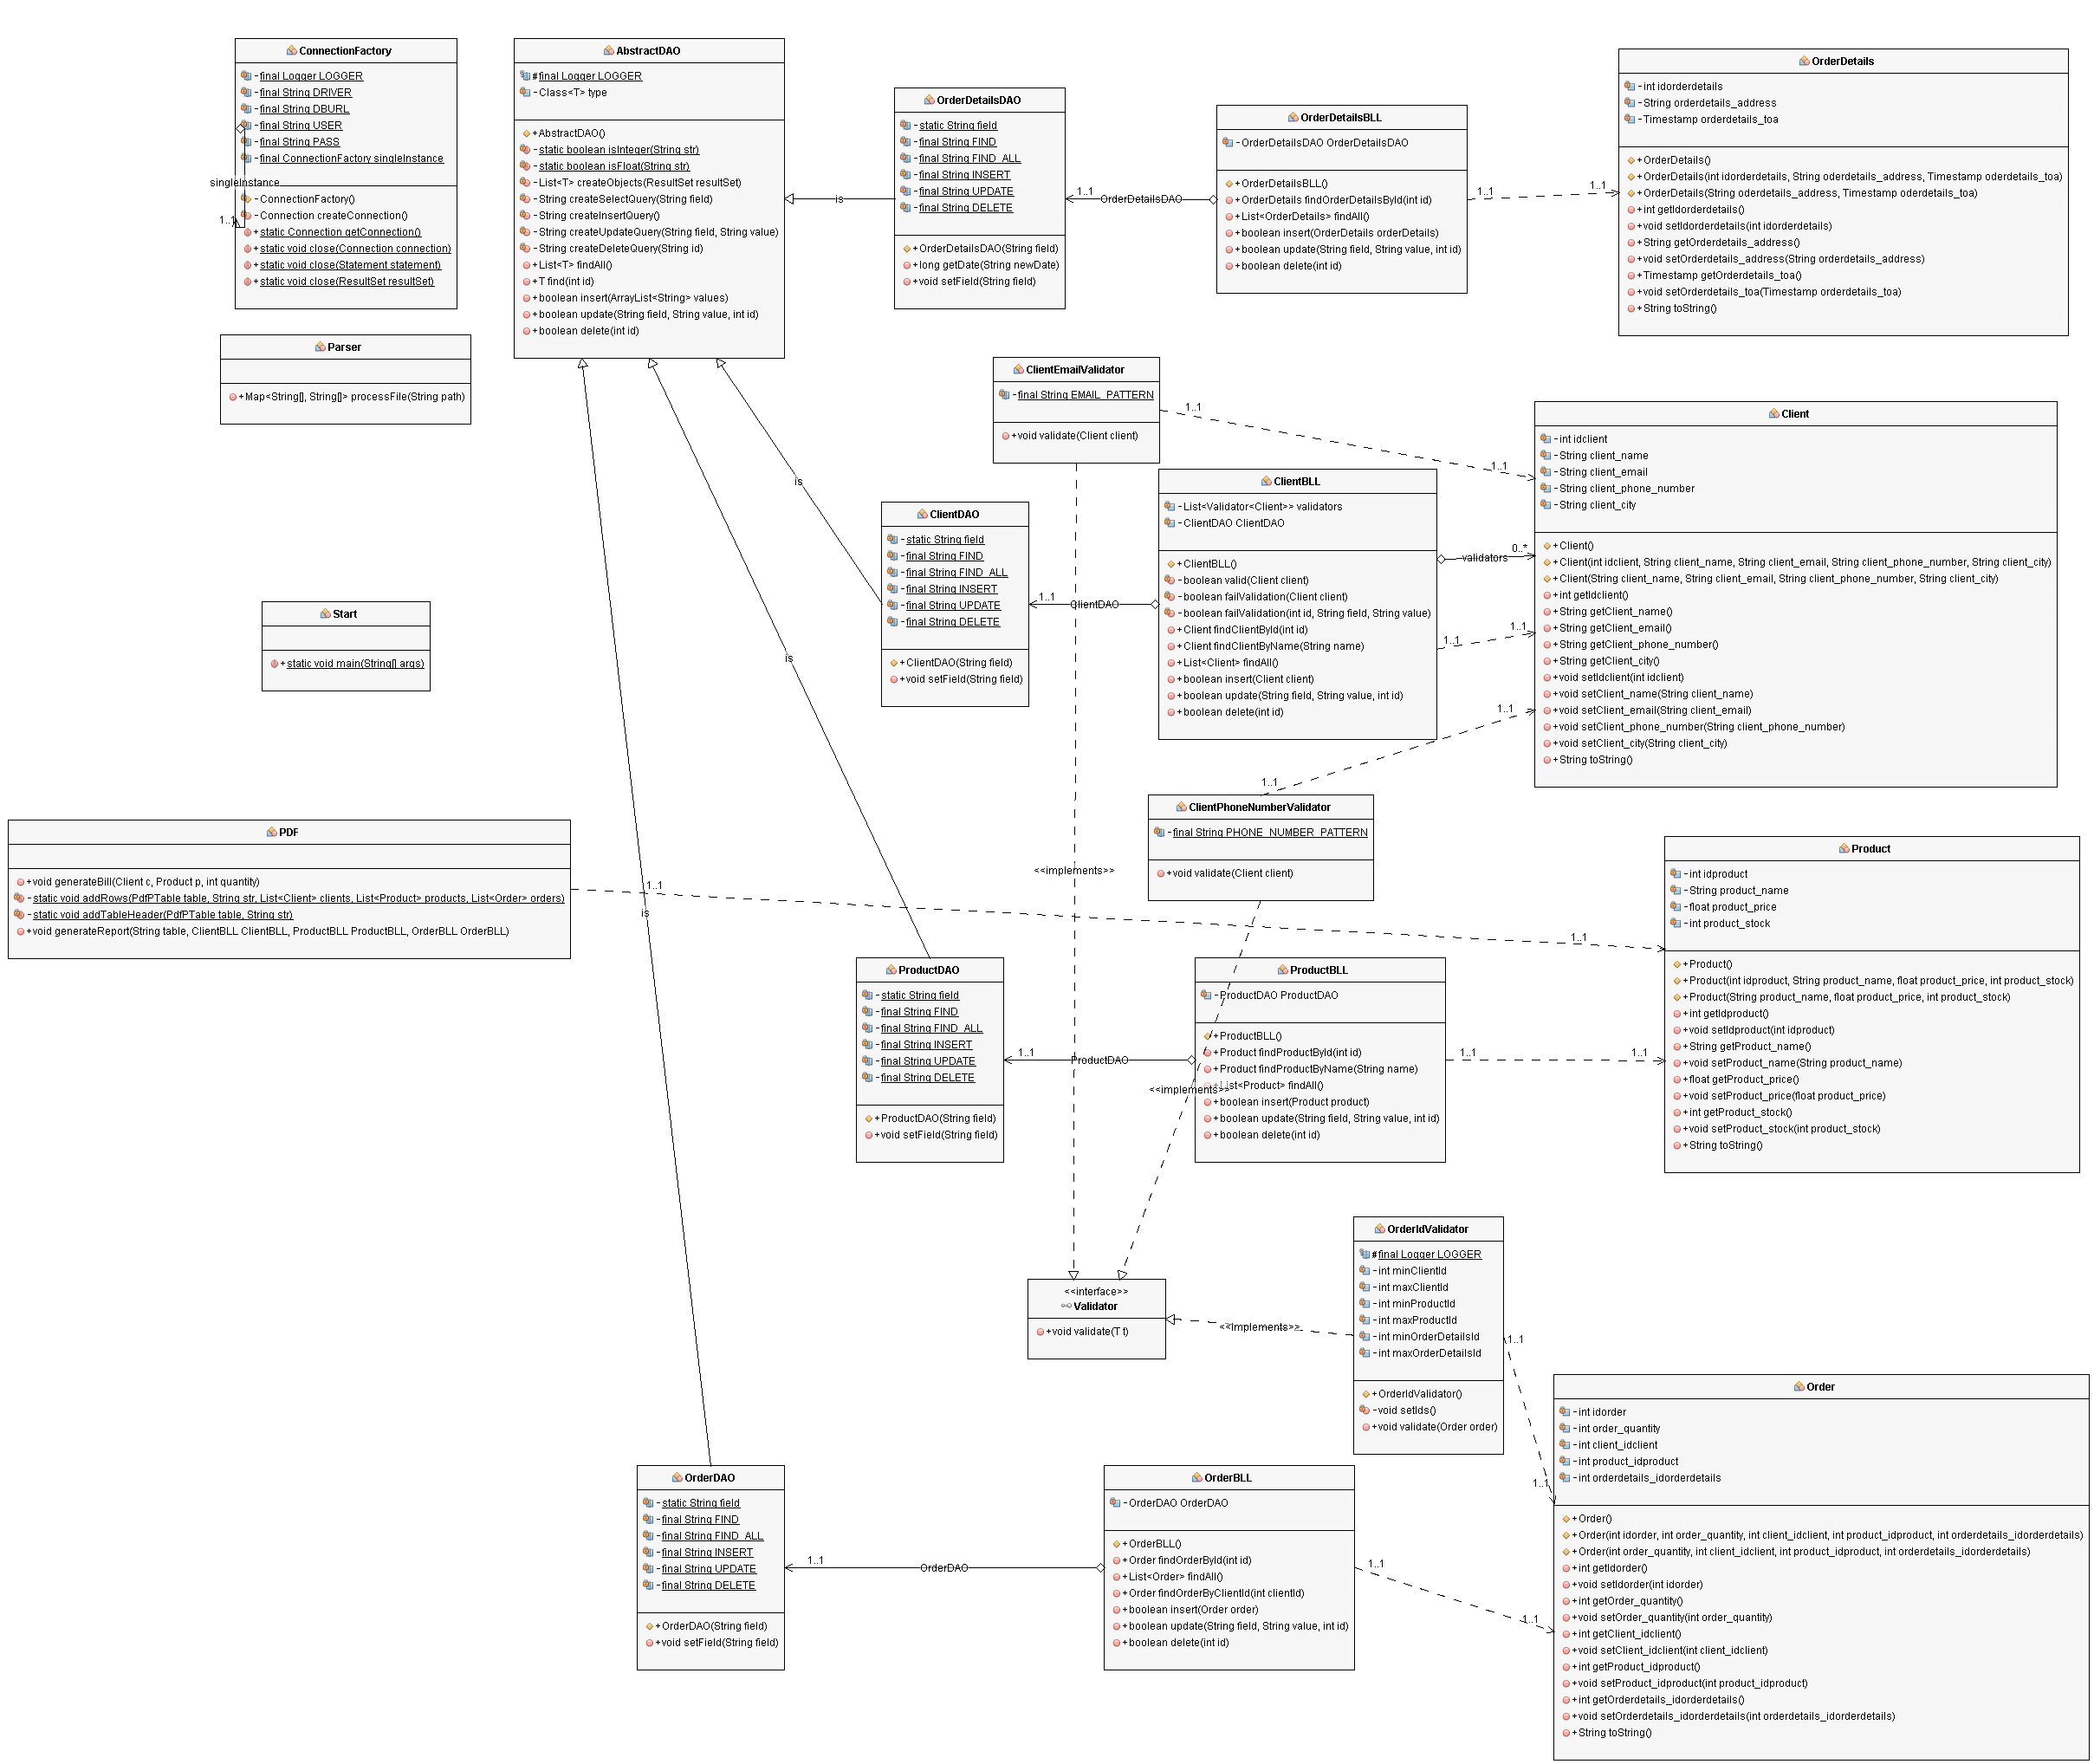 ConnectionFactory
-final Logger LOGGER
-final String DRIVER
-final String DBURL
-final String USER
-final String PASS
-final ConnectionFactory singleInstance
singleInstance
-ConnectionFactory()
-Connection createConnection()
1..1
+static Connection getConnection()
+static void close(Connection connection)
+static void close(Statement statement)
+static void close(ResultSet resultSet)
AbstractDAO
#final Logger LOGGER
-Class<T> type
+AbstractDAO()
-static boolean isInteger(String str)
-static boolean isFloat(String str)
-List<T> createObjects(ResultSet resultSet)
-String createSelectQuery(String field)
-String createInsertQuery()
-String createUpdateQuery(String field, String value)
-String createDeleteQuery(String id)
+List<T> findAll()
+T find(int id)
+boolean insert(ArrayList<String> values)
+boolean update(String field, String value, int id)
+boolean delete(int id)
is
OrderDetailsDAO
-static String field
-final String FIND
-final String FIND_ALL
-final String INSERT
-final String UPDATE
-final String DELETE
+OrderDetailsDAO(String field)
+long getDate(String newDate)
+void setField(String field)
1..1
OrderDetailsDAO
OrderDetailsBLL
-OrderDetailsDAO OrderDetailsDAO
+OrderDetailsBLL()
+OrderDetails findOrderDetailsById(int id)
+List<OrderDetails> findAll()
+boolean insert(OrderDetails orderDetails)
+boolean update(String field, String value, int id)
+boolean delete(int id)
1..1
1..1
OrderDetails
-int idorderdetails
-String orderdetails_address
-Timestamp orderdetails_toa
+OrderDetails()
+OrderDetails(int idorderdetails, String oderdetails_address, Timestamp oderdetails_toa)
+OrderDetails(String oderdetails_address, Timestamp oderdetails_toa)
+int getIdorderdetails()
+void setIdorderdetails(int idorderdetails)
+String getOrderdetails_address()
+void setOrderdetails_address(String orderdetails_address)
+Timestamp getOrderdetails_toa()
+void setOrderdetails_toa(Timestamp orderdetails_toa)
+String toString()
Parser
+Map<String[], String[]> processFile(String path)
ClientEmailValidator
-final String EMAIL_PATTERN
+void validate(Client client)
1..1
1..1
Client
-int idclient
-String client_name
-String client_email
-String client_phone_number
-String client_city
+Client()
+Client(int idclient, String client_name, String client_email, String client_phone_number, String client_city)
+Client(String client_name, String client_email, String client_phone_number, String client_city)
+int getIdclient()
+String getClient_name()
+String getClient_email()
+String getClient_phone_number()
+String getClient_city()
+void setIdclient(int idclient)
+void setClient_name(String client_name)
+void setClient_email(String client_email)
+void setClient_phone_number(String client_phone_number)
+void setClient_city(String client_city)
+String toString()
is
ClientDAO
-static String field
-final String FIND
-final String FIND_ALL
-final String INSERT
-final String UPDATE
-final String DELETE
+ClientDAO(String field)
+void setField(String field)
1..1
ClientDAO
ClientBLL
-List<Validator<Client>> validators
-ClientDAO ClientDAO
+ClientBLL()
-boolean valid(Client client)
-boolean failValidation(Client client)
-boolean failValidation(int id, String field, String value)
+Client findClientById(int id)
+Client findClientByName(String name)
+List<Client> findAll()
+boolean insert(Client client)
+boolean update(String field, String value, int id)
+boolean delete(int id)
validators
0..*
1..1
1..1
1..1
1..1
Start
+static void main(String[] args)
is
ClientPhoneNumberValidator
-final String PHONE_NUMBER_PATTERN
+void validate(Client client)
<<implements>>
PDF
+void generateBill(Client c, Product p, int quantity)
-static void addRows(PdfPTable table, String str, List<Client> clients, List<Product> products, List<Order> orders)
-static void addTableHeader(PdfPTable table, String str)
+void generateReport(String table, ClientBLL ClientBLL, ProductBLL ProductBLL, OrderBLL OrderBLL)
1..1
is
1..1
Product
-int idproduct
-String product_name
-float product_price
-int product_stock
+Product()
+Product(int idproduct, String product_name, float product_price, int product_stock)
+Product(String product_name, float product_price, int product_stock)
+int getIdproduct()
+void setIdproduct(int idproduct)
+String getProduct_name()
+void setProduct_name(String product_name)
+float getProduct_price()
+void setProduct_price(float product_price)
+int getProduct_stock()
+void setProduct_stock(int product_stock)
+String toString()
ProductDAO
-static String field
-final String FIND
-final String FIND_ALL
-final String INSERT
-final String UPDATE
-final String DELETE
+ProductDAO(String field)
+void setField(String field)
1..1
ProductDAO
ProductBLL
-ProductDAO ProductDAO
+ProductBLL()
+Product findProductById(int id)
+Product findProductByName(String name)
+List<Product> findAll()
+boolean insert(Product product)
+boolean update(String field, String value, int id)
+boolean delete(int id)
<<implements>>
1..1
1..1
<<interface>>
Validator
+void validate(T t)
<<implements>>
OrderIdValidator
#final Logger LOGGER
-int minClientId
-int maxClientId
-int minProductId
-int maxProductId
-int minOrderDetailsId
-int maxOrderDetailsId
+OrderIdValidator()
-void setIds()
+void validate(Order order)
1..1
1..1
Order
-int idorder
-int order_quantity
-int client_idclient
-int product_idproduct
-int orderdetails_idorderdetails
+Order()
+Order(int idorder, int order_quantity, int client_idclient, int product_idproduct, int orderdetails_idorderdetails)
+Order(int order_quantity, int client_idclient, int product_idproduct, int orderdetails_idorderdetails)
+int getIdorder()
+void setIdorder(int idorder)
+int getOrder_quantity()
+void setOrder_quantity(int order_quantity)
+int getClient_idclient()
+void setClient_idclient(int client_idclient)
+int getProduct_idproduct()
+void setProduct_idproduct(int product_idproduct)
+int getOrderdetails_idorderdetails()
+void setOrderdetails_idorderdetails(int orderdetails_idorderdetails)
+String toString()
OrderDAO
-static String field
-final String FIND
-final String FIND_ALL
-final String INSERT
-final String UPDATE
-final String DELETE
+OrderDAO(String field)
+void setField(String field)
1..1
OrderDAO
OrderBLL
-OrderDAO OrderDAO
+OrderBLL()
+Order findOrderById(int id)
+List<Order> findAll()
+Order findOrderByClientId(int clientId)
+boolean insert(Order order)
+boolean update(String field, String value, int id)
+boolean delete(int id)
1..1
1..1